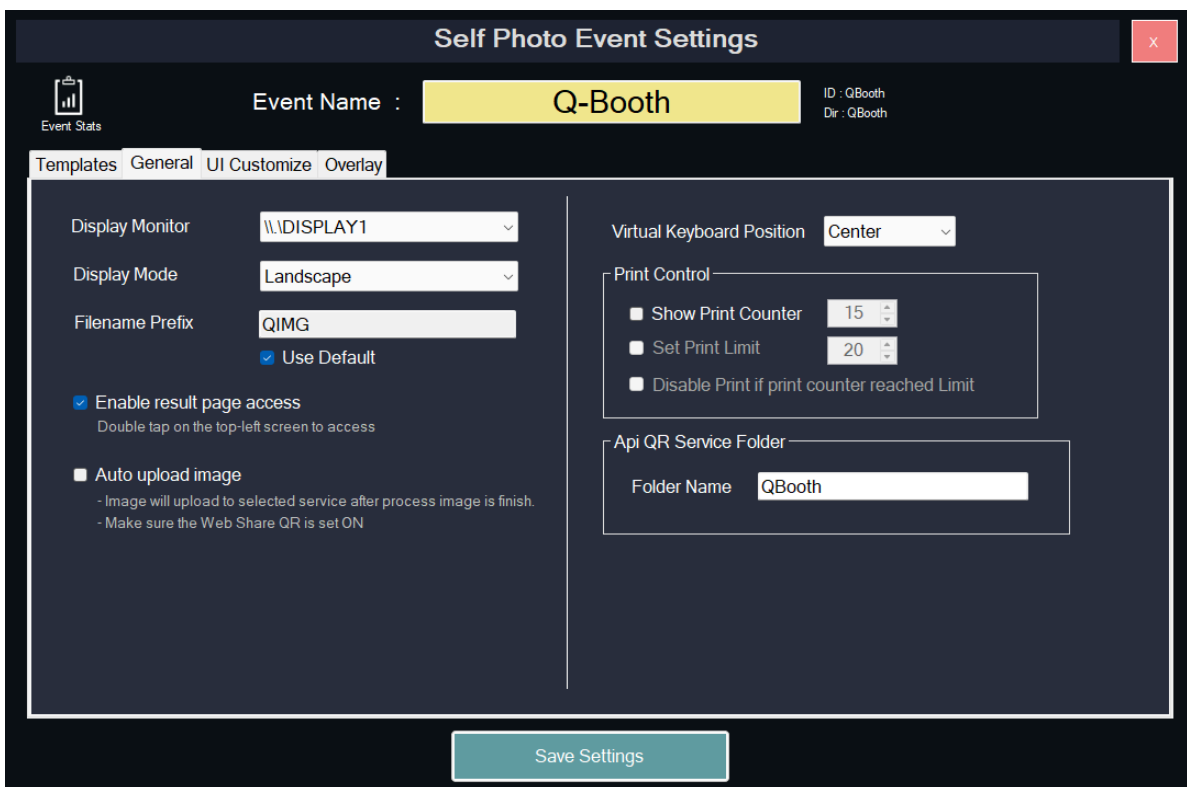 Self Photo Event Settings
X
Event Stats
Event Name :
Q-Booth
ID : QBooth
Dir : QBooth
Templates General UI Customize Overlay
Display Monitor
\\.\DISPLAY1
Display Mode
Landscape
Filename Prefix
QIMG
Use Default
Enable result page access
Double tap on the top-left screen to access
Auto upload image
- Image will upload to selected service after process image is finish.
- Make sure the Web Share QR is set ON
Virtual Keyboard Position
Center
Print Control
Show Print Counter
15
Set Print Limit
20
Disable Print if print counter reached Limit
Api QR Service Folder
Folder Name
QBooth
Save Settings